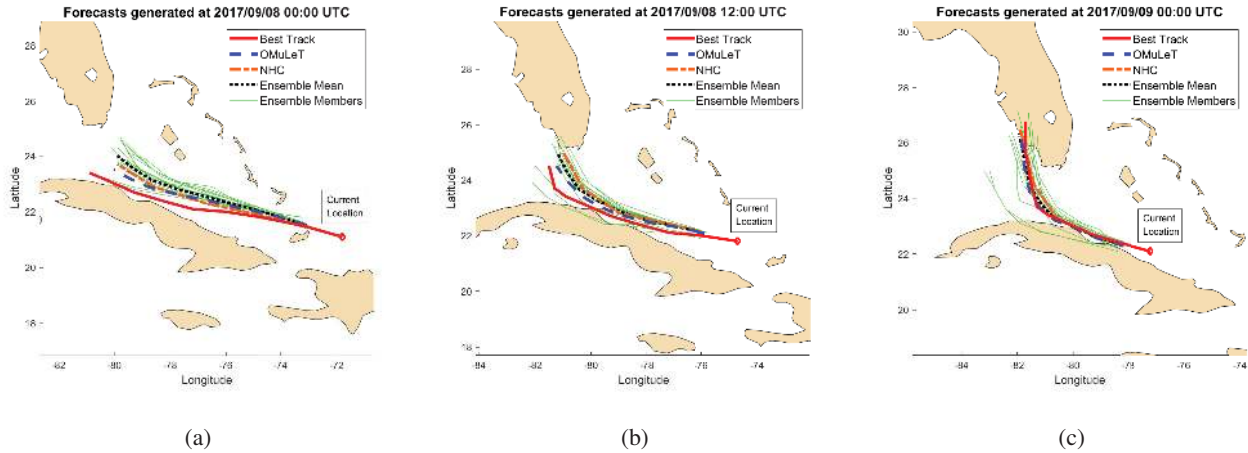 Forecasts generated at 2017/09/08 00:00 UTC
Best Track
OMuLeT
NHC
Ensemble Mean
Ensemble Members
Current
Location
28
26
24
22
20
18
Latitude
-82
-80
-78
-76
-74
-72
Longitude
(a)
Forecasts generated at 2017/09/08 12:00 UTC
Best Track
OMuLeT
NHC
Ensemble Mean
Ensemble Members
Current
Location
28
26
24
22
20
18
Latitude
-84
-82
-80
-78
-76
-74
Longitude
(b)
Forecasts generated at 2017/09/09 00:00 UTC
Best Track
OMuLeT
NHC
Ensemble Mean
Ensemble Members
Current
Location
30
28
26
24
22
20
Latitude
-84
-82
-80
-78
-76
-74
Longitude
(c)